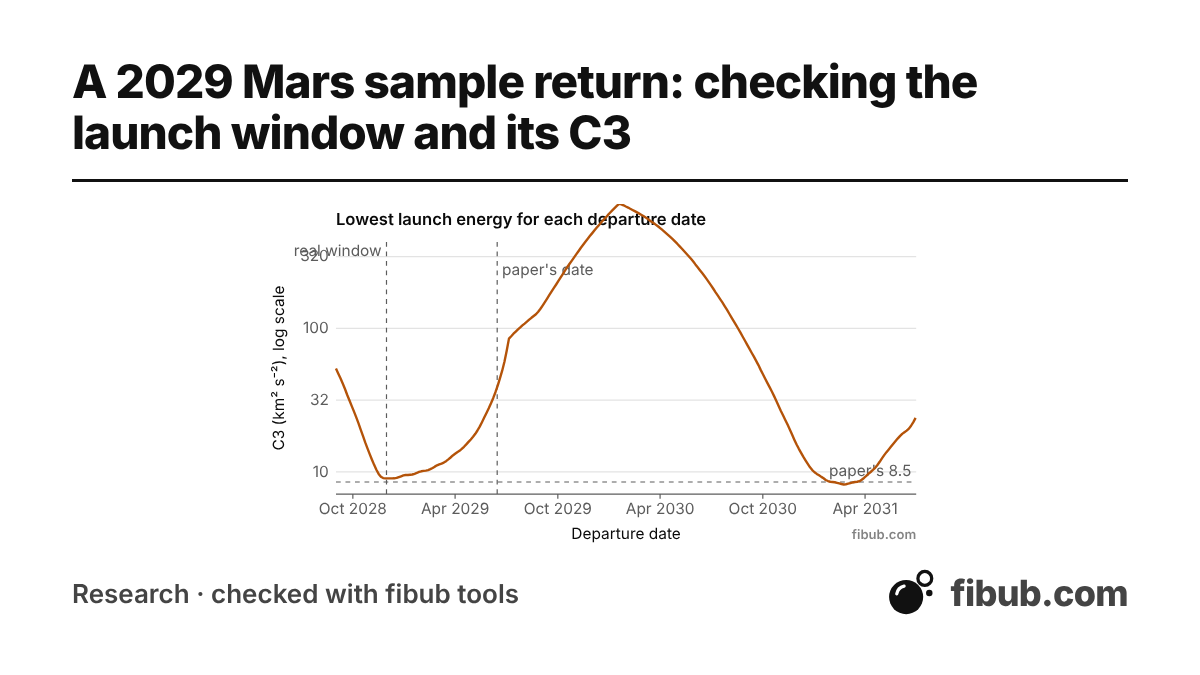 A 2029 Mars sample return: checking the
launch window and its C3
Lowest launch energy for each departure date
real window
320
paper's date
100
32
10
C3 (km² s⁻²), log scale
paper's 8.5
Oct 2028
Apr 2029
Oct 2029
Apr 2030
Oct 2030
Apr 2031
Departure date
fibub.com
Research · checked with fibub tools
fibub.com